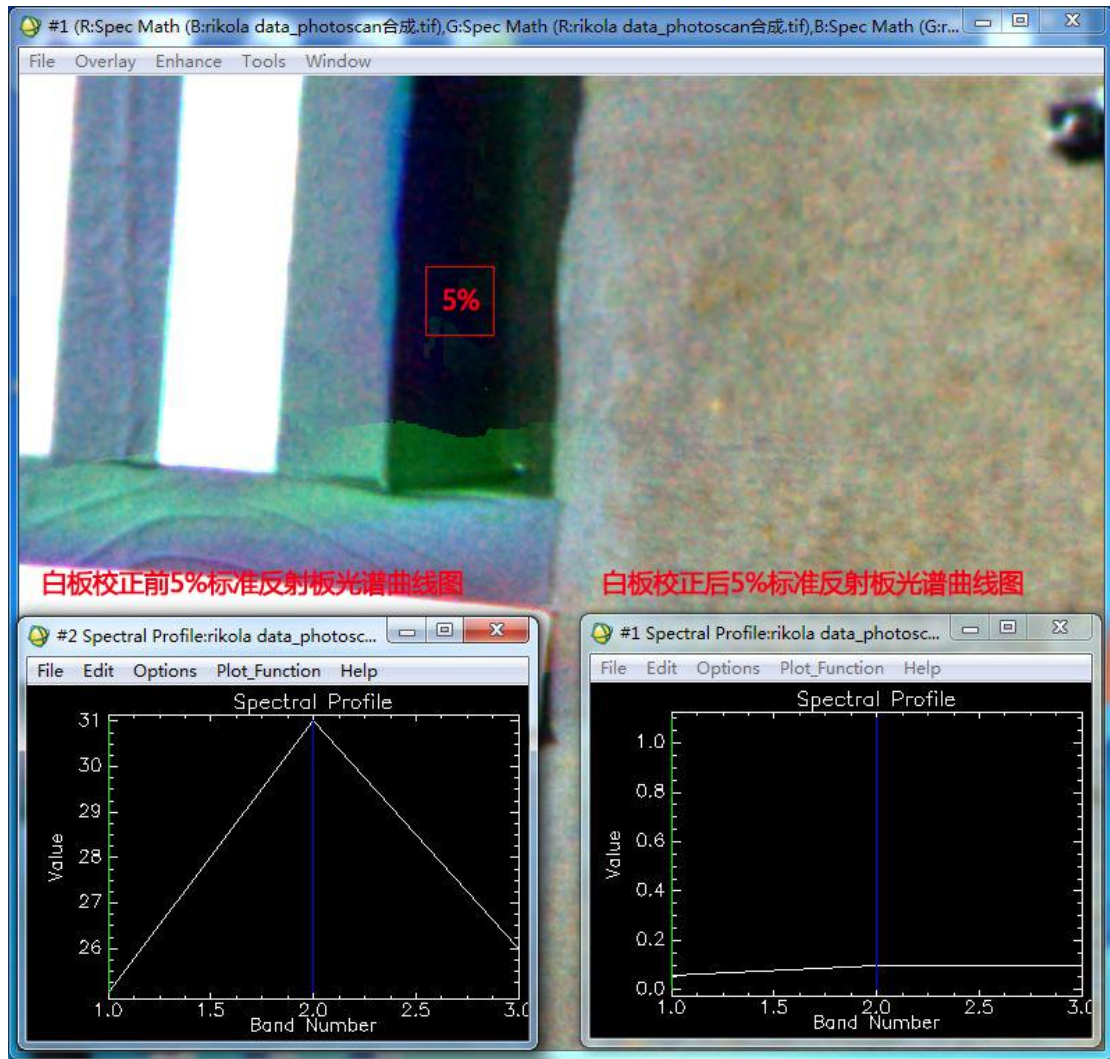 #1 (R:Spec Math (B:rikola data_photoscan合成.tif),G:Spec Math (R:rikola data_photoscan合成.tif),B:Spec Math (G:r...
File Overlay Enhance Tools Window
5%
白板校正前5%标准反射板光谱曲线图
白板校正后5%标准反射板光谱曲线图
#2 Spectral Profile:rikola data_photosc...
File Edit Options Plot_Function Help
Spectral Profile
31
30
29
28
27
26
Value
1.0 1.5 2.0 2.5 3.0
Band Number
#1 Spectral Profile:rikola data_photosc...
File Edit Options Plot_Function Help
Spectral Profile
1.0
0.8
0.6
0.4
0.2
0.0
Value
1.0 1.5 2.0 2.5 3.0
Band Number